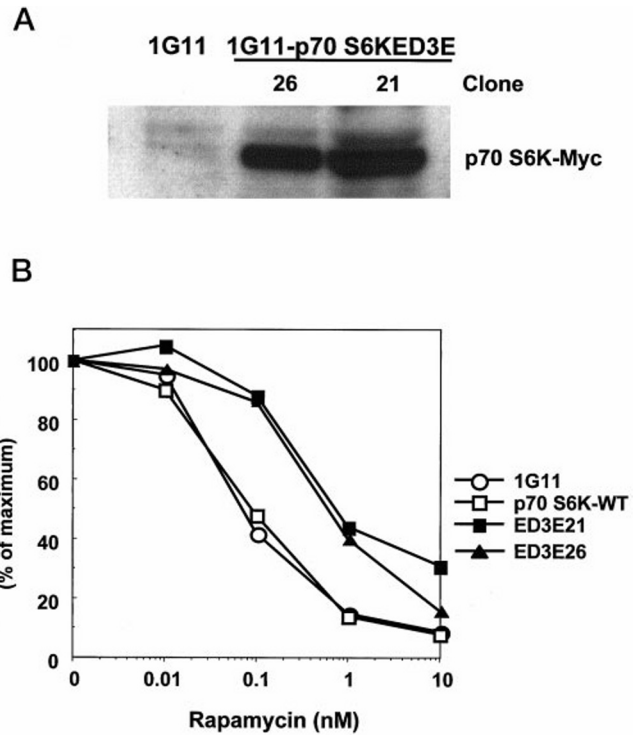 A
1G11 1G11-p70 S6KED3E
26 21 Clone
p70 S6K-Myc
B
100
80
60
40
20
0
(% of maximum)
0 0.01 0.1 1 10
Rapamycin (nM)
1G11
p70 S6K-WT
ED3E21
ED3E26